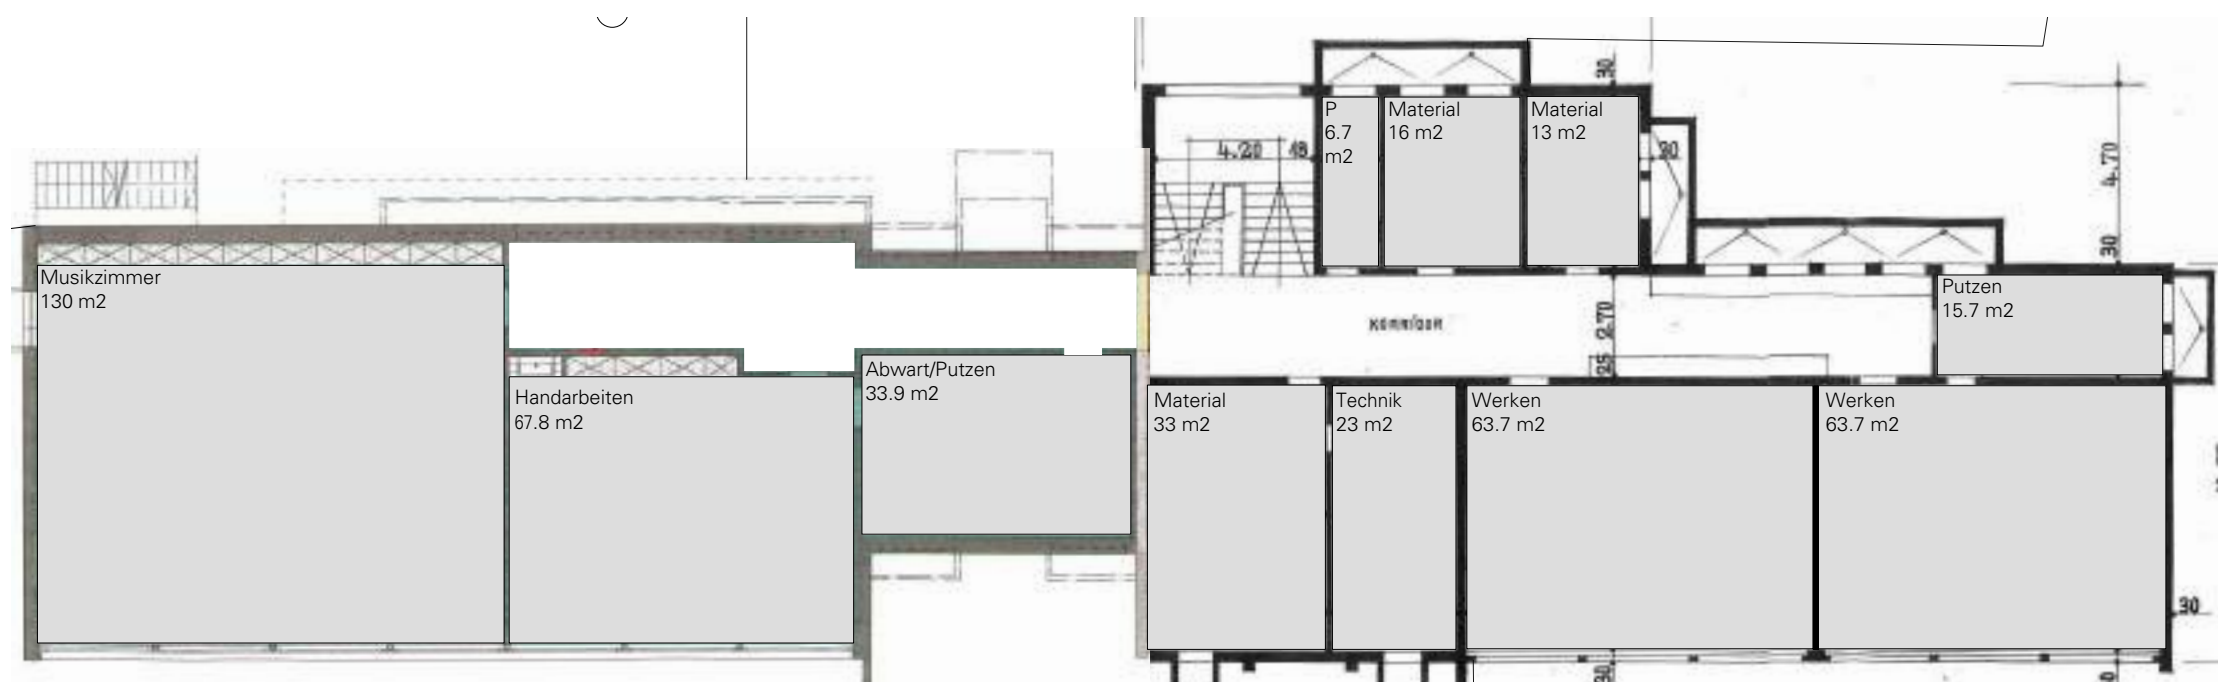 30
P
6.7
m2
Material
16 m2
Material
13 m2
4.20
48
30
4.70
30
Musikzimmer
130 m2
KORRIDOR
2.70
25
Putzen
15.7 m2
Handarbeiten
67.8 m2
Abwart/Putzen
33.9 m2
Material
33 m2
Technik
23 m2
Werken
63.7 m2
Werken
63.7 m2
30
30